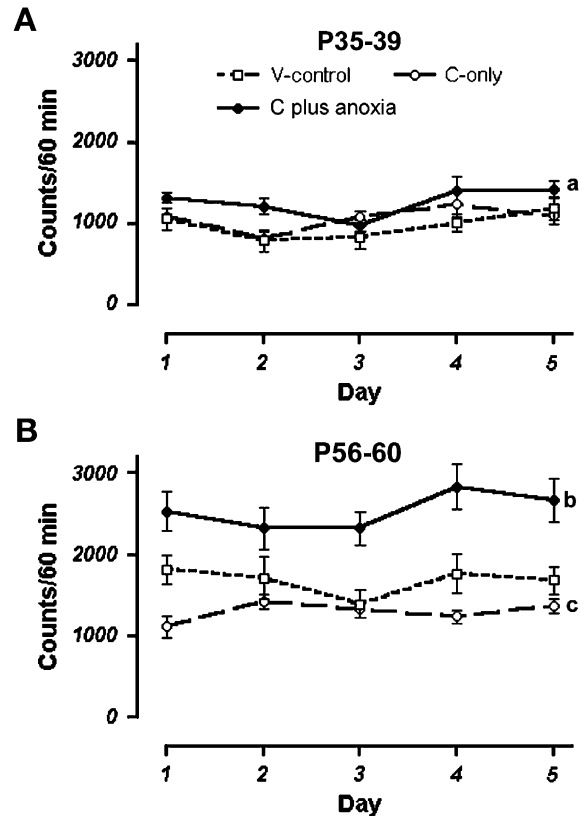 A
P35-39
V-control C-only
C plus anoxia
3000
2000
1000
0
Counts/60 min
a
1 2 3 4 5
Day
B
P56-60
3000
2000
1000
0
Counts/60 min
b
c
1 2 3 4 5
Day